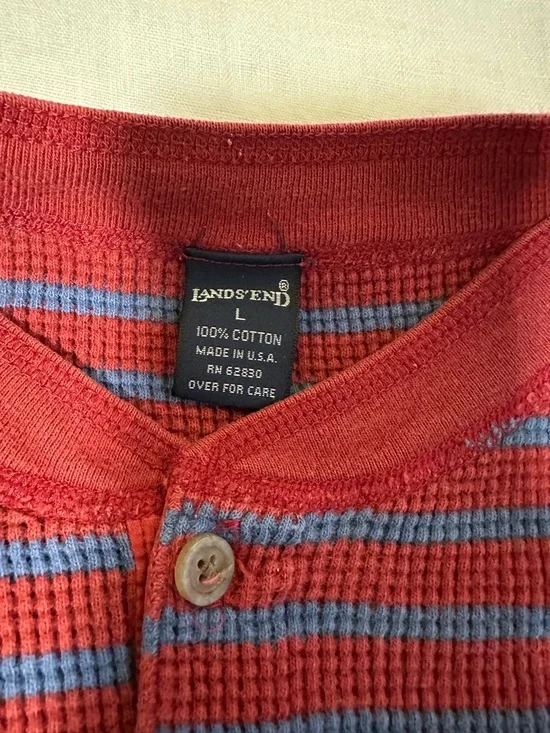 LANDS' END®
L
100% COTTON
MADE IN U.S.A.
RN 62830
OVER FOR CARE